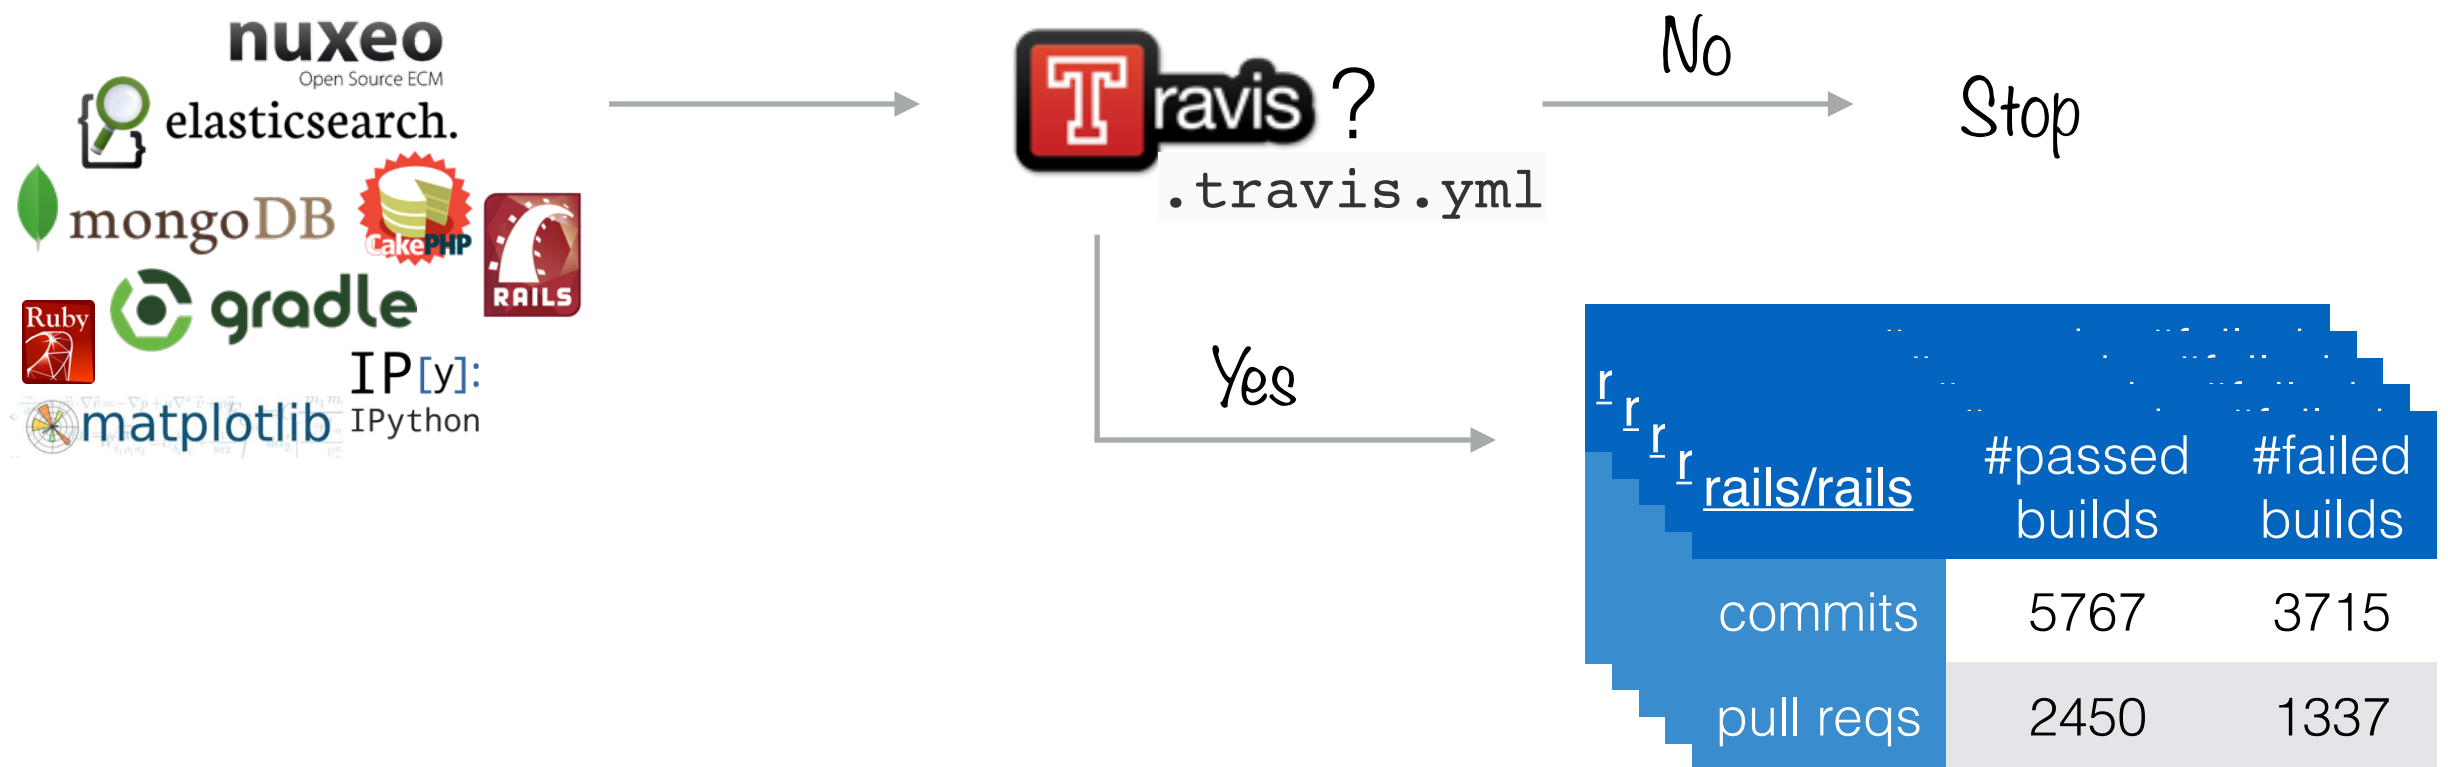 nuxeo
Open Source ECM
elasticsearch.
mongoDB
CakePHP
RAILS
Ruby
gradle
IP[y]:
IPython
matplotlib
Travis ?
.travis.yml
No
Stop
Yes
r
r
r
r
rails/rails
#passed builds
#failed builds
commits
5767
3715
pull reqs
2450
1337